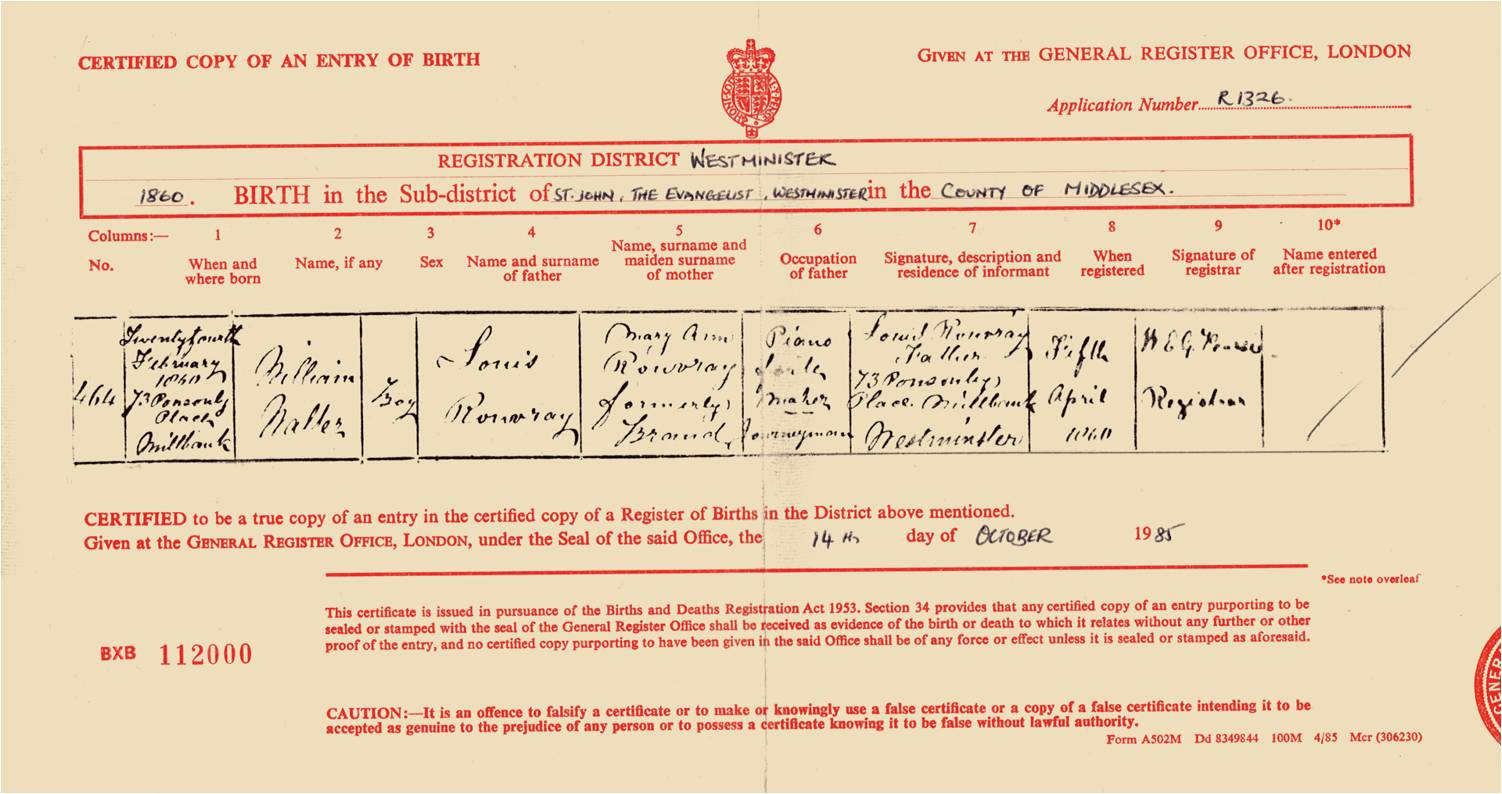 CERTIFIED COPY OF AN ENTRY OF BIRTH
GIVEN AT THE GENERAL REGISTER OFFICE, LONDON
Application Number R1326.
REGISTRATION DISTRICT WESTMINISTER
1860. BIRTH in the Sub-district of ST. JOHN, THE EVANGELIST, WESTMINISTER in the COUNTY OF MIDDLESEX.
Columns:— 1 2 3 4 5 6 7 8 9 10*
No.
When and
where born
Name, if any
Sex
Name and surname
of father
Name, surname and
maiden surname
of mother
Occupation
of father
Signature, description and
residence of informant
When
registered
Signature of
registrar
Name entered
after registration
464
Twentyfourth
February
1860
73 Ponsonby
Place
Millbank
William
Walter
Boy
Louis
Rouvray
Mary Ann
Rouvray
formerly
Brand
Piano
maker
Journeyman
Louis Rouvray
Father
73 Ponsonby
Place Millbank
Westminster
Fifth
April
1860
W E G
Registrar
CERTIFIED to be a true copy of an entry in the certified copy of a Register of Births in the District above mentioned.
Given at the GENERAL REGISTER OFFICE, LONDON, under the Seal of the said Office, the 14th day of OCTOBER 1985
*See note overleaf
This certificate is issued in pursuance of the Births and Deaths Registration Act 1953. Section 34 provides that any certified copy of an entry purporting to be
sealed or stamped with the seal of the General Register Office shall be received as evidence of the birth or death to which it relates without any further or other
proof of the entry, and no certified copy purporting to have been given in the said Office shall be of any force or effect unless it is sealed or stamped as aforesaid.
BXB 112000
CAUTION:—It is an offence to falsify a certificate or to make or knowingly use a false certificate or a copy of a false certificate intending it to be
accepted as genuine to the prejudice of any person or to possess a certificate knowing it to be false without lawful authority.
Form A502M Dd 8349844 100M 4/85 Mcr (306230)